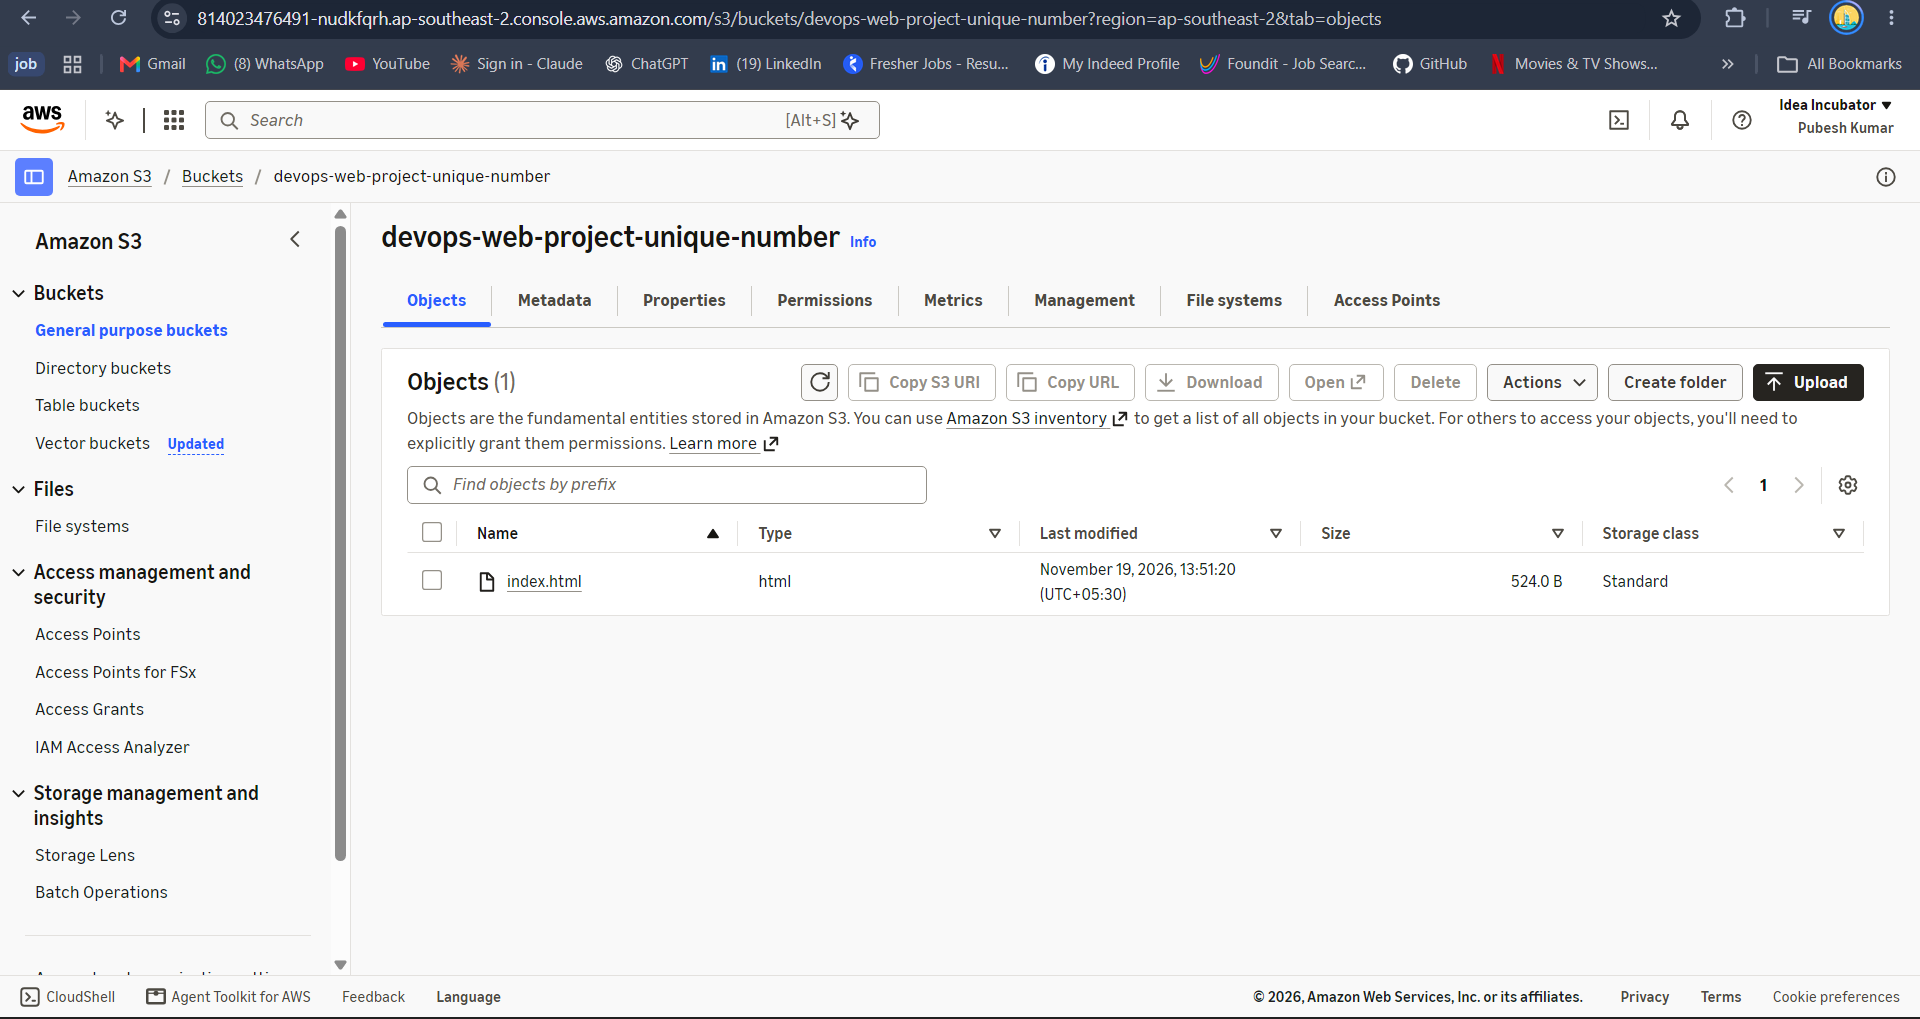 814023476491-nudkfqrh.ap-southeast-2.console.aws.amazon.com/s3/buckets/devops-web-project-unique-number?region=ap-southeast-2&tab=objects
job Gmail (8) WhatsApp YouTube Sign in - Claude ChatGPT (19) LinkedIn Fresher Jobs - Resu... My Indeed Profile Foundit - Job Searc... GitHub Movies & TV Shows... » All Bookmarks
aws Search [Alt+S] Idea Incubator
Pubesh Kumar
Amazon S3 / Buckets / devops-web-project-unique-number
Amazon S3
Buckets
General purpose buckets
Directory buckets
Table buckets
Vector buckets Updated
Files
File systems
Access management and
security
Access Points
Access Points for FSx
Access Grants
IAM Access Analyzer
Storage management and
insights
Storage Lens
Batch Operations
devops-web-project-unique-number Info
Objects Metadata Properties Permissions Metrics Management File systems Access Points
Objects (1) Copy S3 URI Copy URL Download Open Delete Actions Create folder Upload
Objects are the fundamental entities stored in Amazon S3. You can use Amazon S3 inventory to get a list of all objects in your bucket. For others to access your objects, you'll need to
explicitly grant them permissions. Learn more
Find objects by prefix 1
Name Type Last modified Size Storage class
index.html html November 19, 2026, 13:51:20 524.0 B Standard
(UTC+05:30)
CloudShell Agent Toolkit for AWS Feedback Language © 2026, Amazon Web Services, Inc. or its affiliates. Privacy Terms Cookie preferences